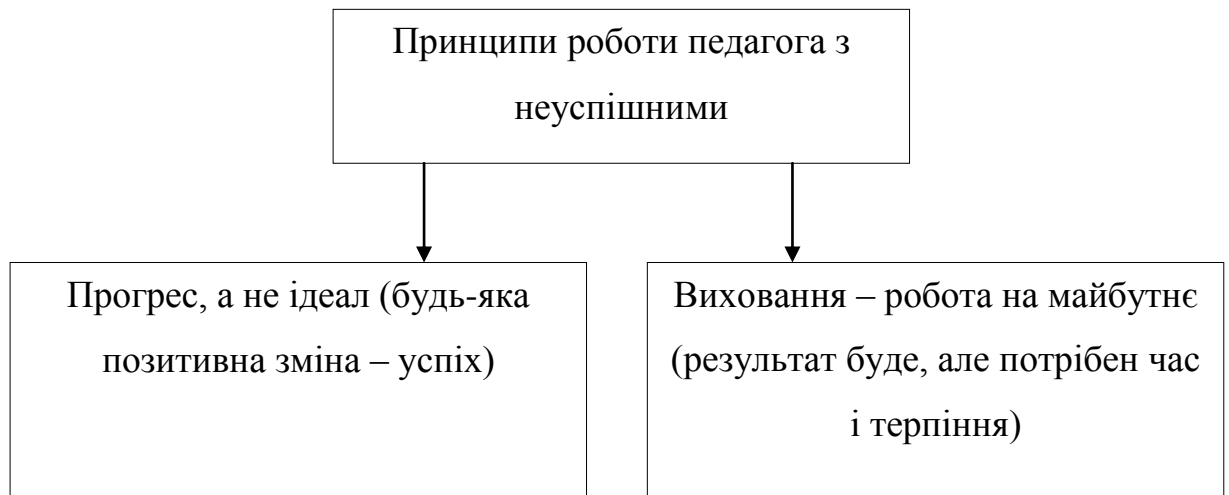 Принципи роботи педагога з
неуспішними
Прогрес, а не ідеал (будь-яка
позитивна зміна – успіх)
Виховання – робота на майбутнє
(результат буде, але потрібен час
і терпіння)